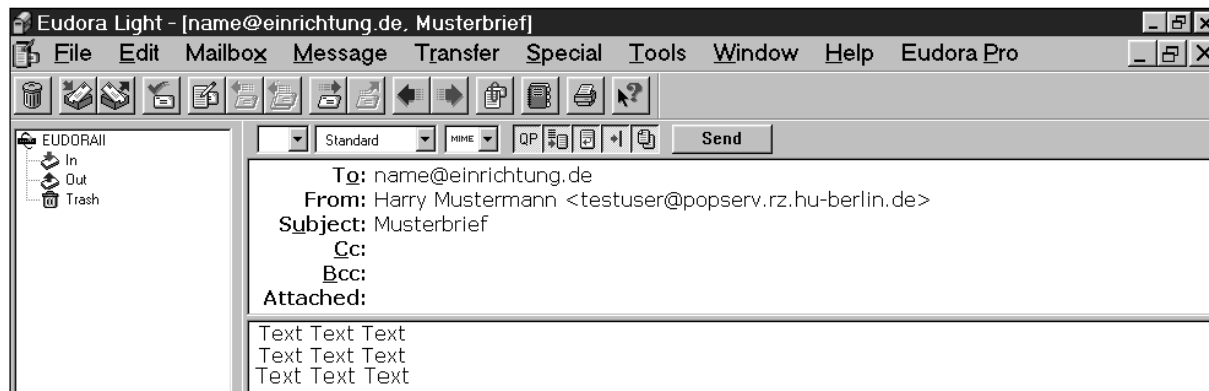 Eudora Light - [name@einrichtung.de, Musterbrief]
File Edit Mailbox Message Transfer Special Tools Window Help Eudora Pro
EUDORAII
In
Out
Trash
Standard MIME QP Send
To: name@einrichtung.de
From: Harry Mustermann <testuser@popserv.rz.hu-berlin.de>
Subject: Musterbrief
Cc:
Bcc:
Attached:
Text Text Text
Text Text Text
Text Text Text